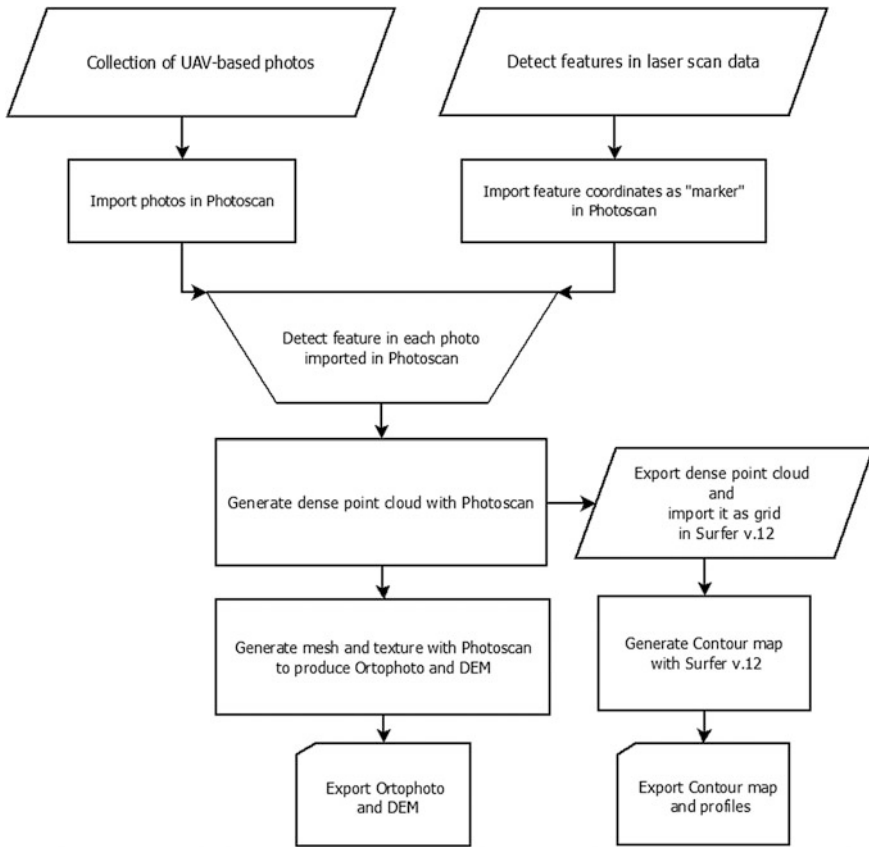 Collection of UAV-based photos
Detect features in laser scan data
Import photos in Photoscan
Import feature coordinates as "marker"
in Photoscan
Detect feature in each photo
imported in Photoscan
Generate dense point cloud with Photoscan
Export dense point cloud
and
import it as grid
in Surfer v.12
Generate mesh and texture with Photoscan
to produce Ortophoto and DEM
Generate Contour map
with Surfer v.12
Export Ortophoto
and DEM
Export Contour map
and profiles